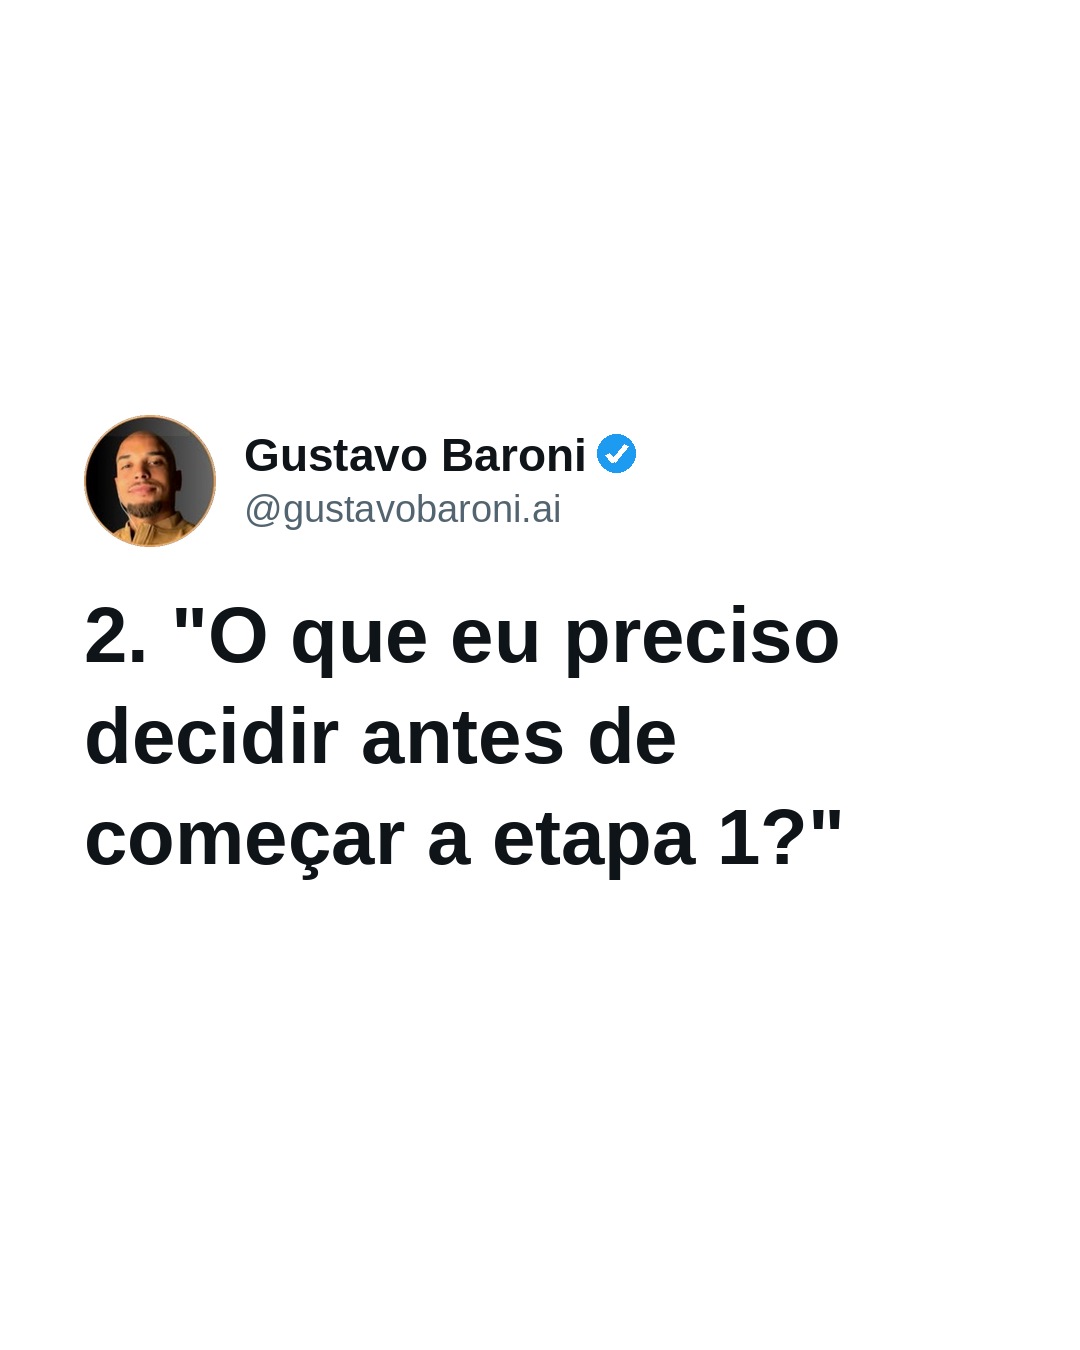 Gustavo Baroni
@gustavobaroni.ai
2. "O que eu preciso
decidir antes de
começar a etapa 1?"